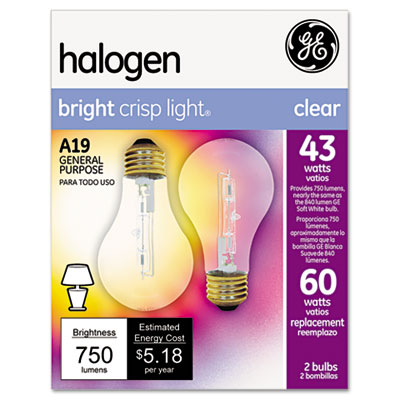 halogen
GE
bright crisp light®
clear
A19
GENERAL
PURPOSE
PARA TODO USO
43
watts
vatios
Provides 750 lumens,
nearly the same as
the 840 lumen GE
Soft White bulb.
Proporciona 750
lúmenes,
aproximadamente lo
mismo que la
bombilla GE Blanca
Suave de 840
lúmenes.
60
watts
vatios
replacement
reemplazo
Brightness
750
lumens
Estimated
Energy Cost
$5.18
per year
2 bulbs
2 bombillas